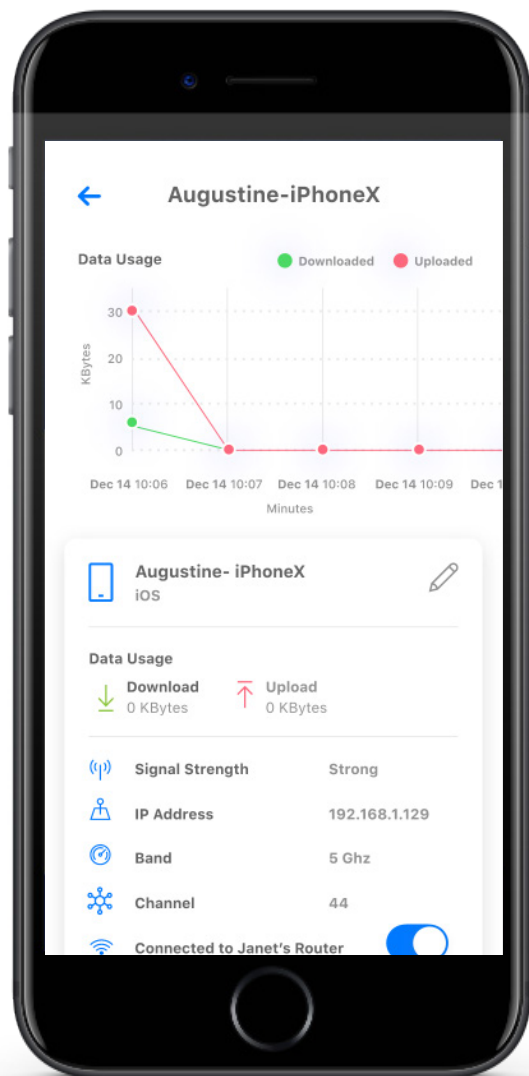 Augustine-iPhoneX
Data Usage Downloaded Uploaded
30
20
10
0
KBytes
Dec 14 10:06 Dec 14 10:07 Dec 14 10:08 Dec 14 10:09 Dec 1
Minutes
Augustine- iPhoneX
iOS
Data Usage
Download Upload
0 KBytes 0 KBytes
Signal Strength Strong
IP Address 192.168.1.129
Band 5 Ghz
Channel 44
Connected to Janet's Router